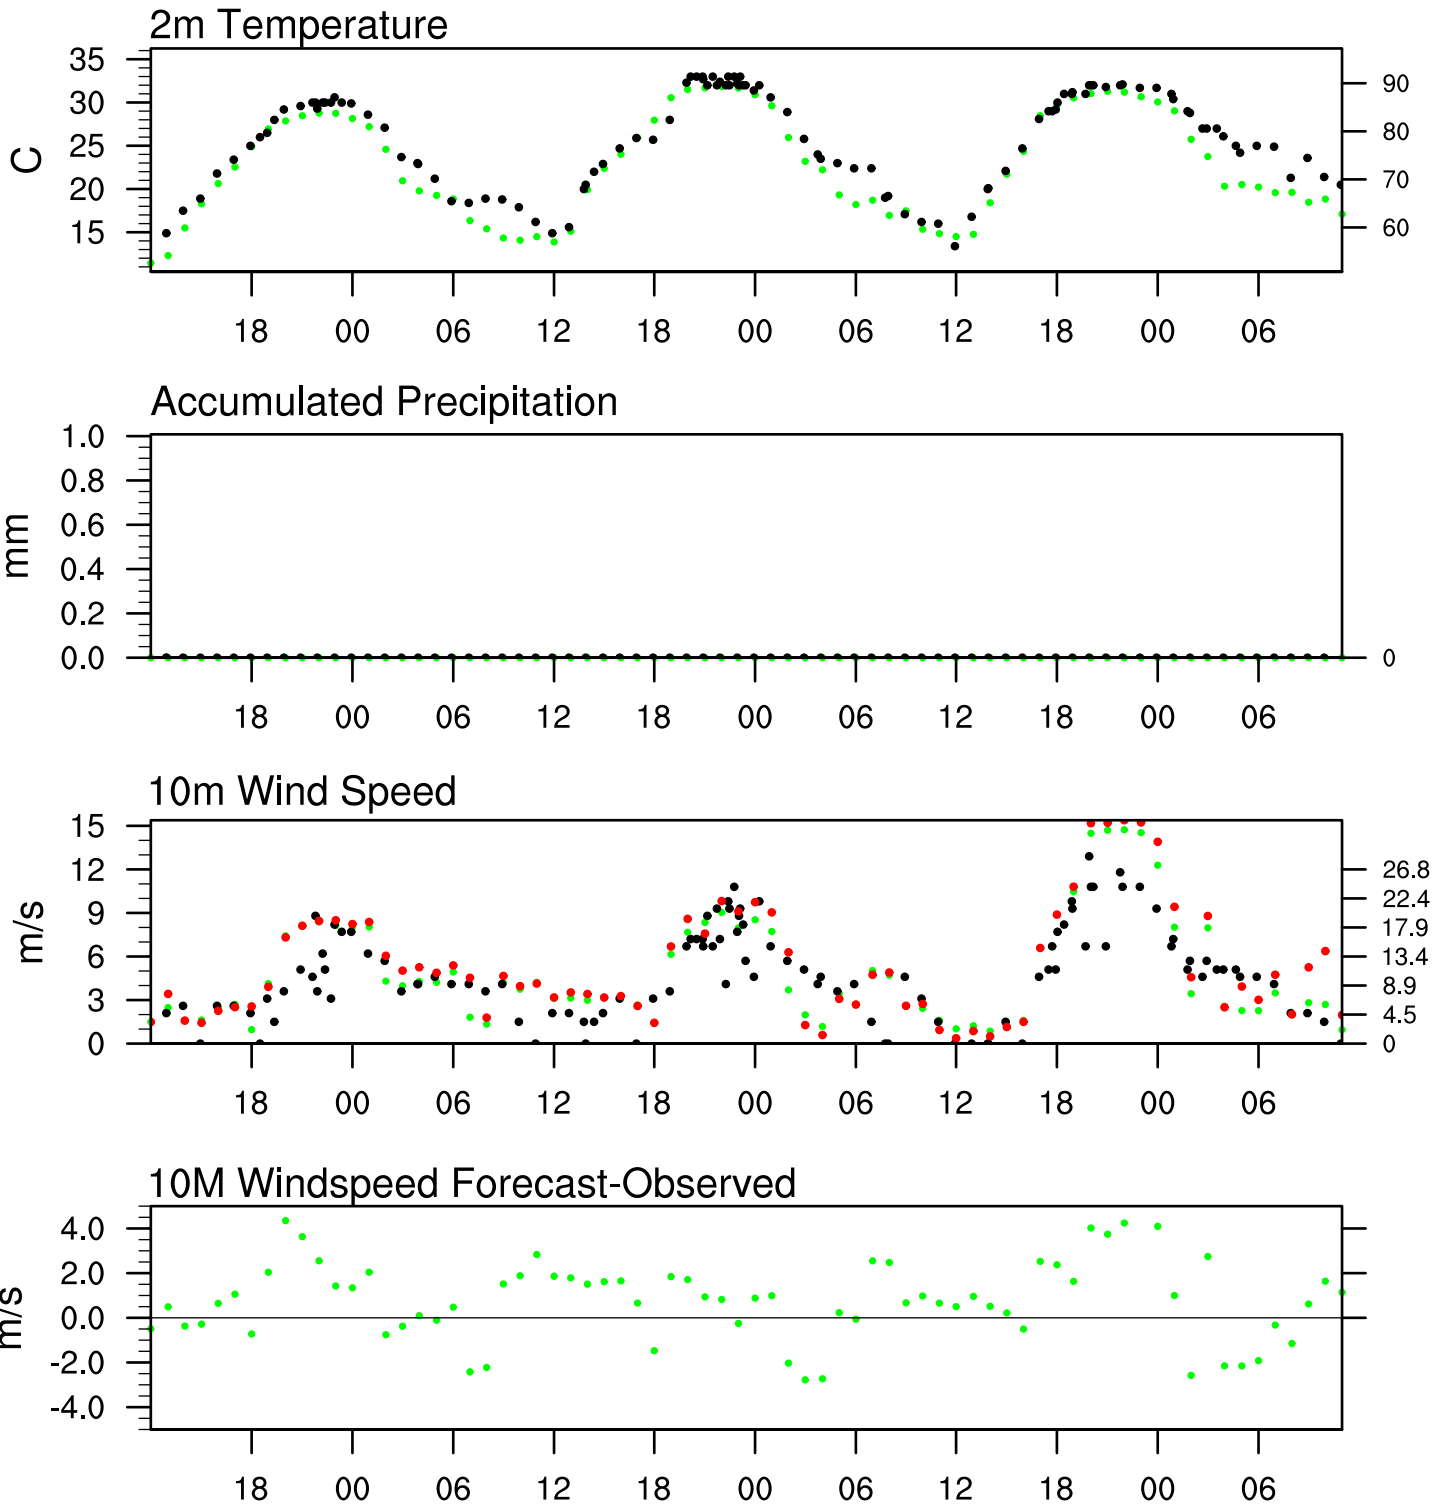 2m Temperature
35
30
25
20
15
C
90
80
70
60
18 00 06 12 18 00 06 12 18 00 06
Accumulated Precipitation
1.0
0.8
0.6
0.4
0.2
0.0
mm
0
18 00 06 12 18 00 06 12 18 00 06
10m Wind Speed
15
12
9
6
3
0
m/s
26.8
22.4
17.9
13.4
8.9
4.5
0
18 00 06 12 18 00 06 12 18 00 06
10M Windspeed Forecast-Observed
4.0
2.0
0.0
-2.0
-4.0
m/s
18 00 06 12 18 00 06 12 18 00 06